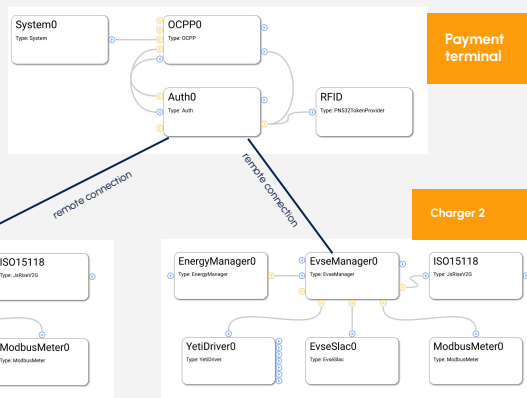 System0
Type: System
OCPP0
Type: OCPP
Payment
terminal
Auth0
Type: Auth
RFID
Type: PN532TokenProvider
remote connection
remote connection
Charger 2
ISO15118
Type: JsRiseV2G
EnergyManager0
Type: EnergyManager
EvseManager0
Type: EvseManager
ISO15118
Type: JsRiseV2G
ModbusMeter0
Type: ModbusMeter
YetiDriver0
Type: YetiDriver
EvseSlac0
Type: EvseSlac
ModbusMeter0
Type: ModbusMeter